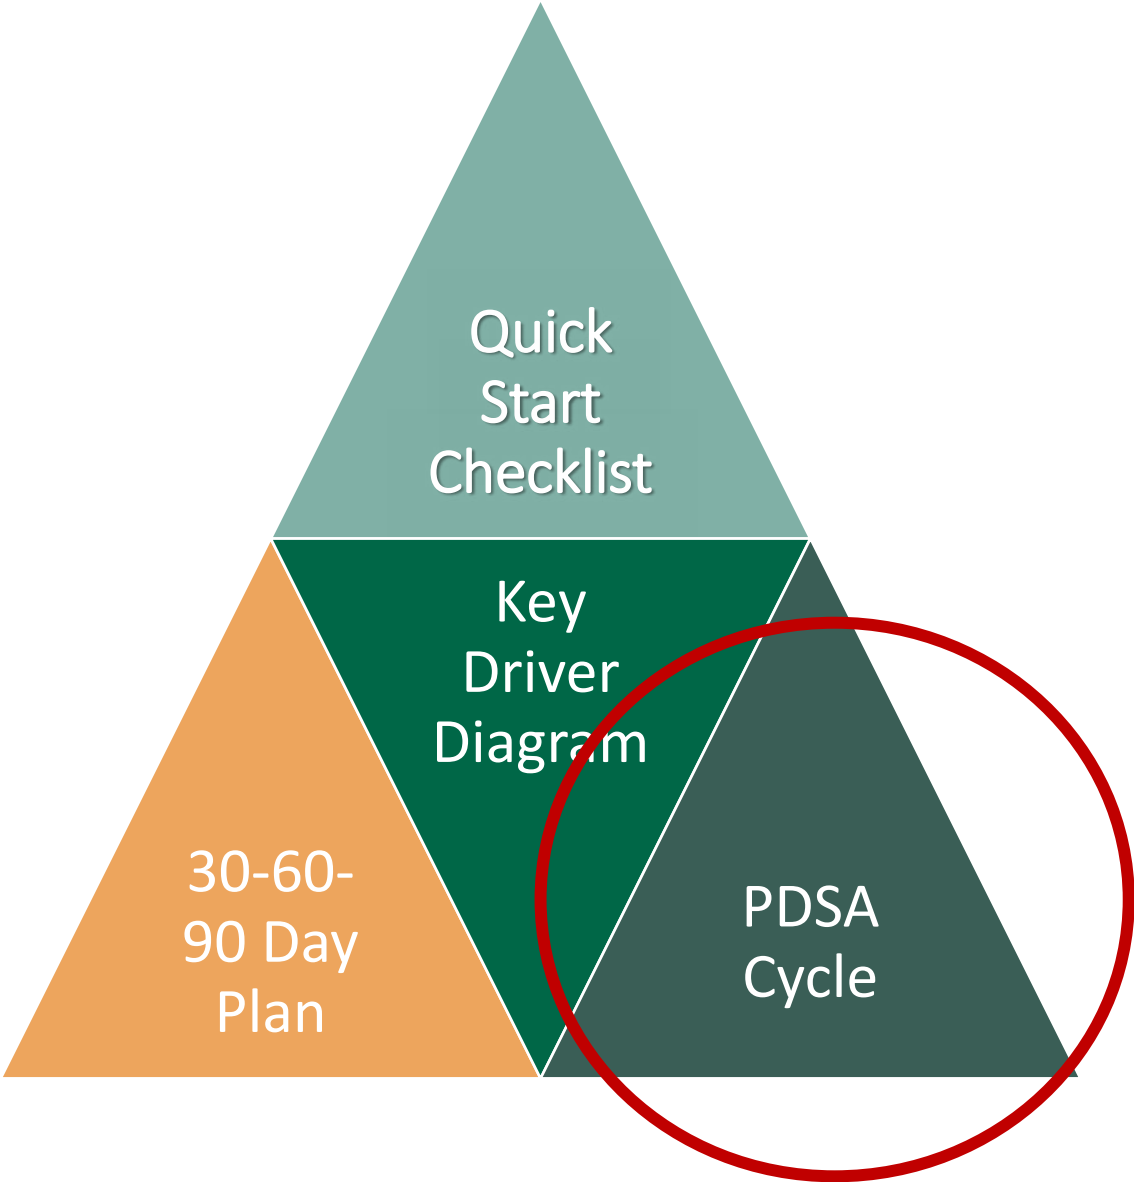 Quick
Start
Checklist
Key
Driver
Diagram
30-60-
90 Day
Plan
PDSA
Cycle